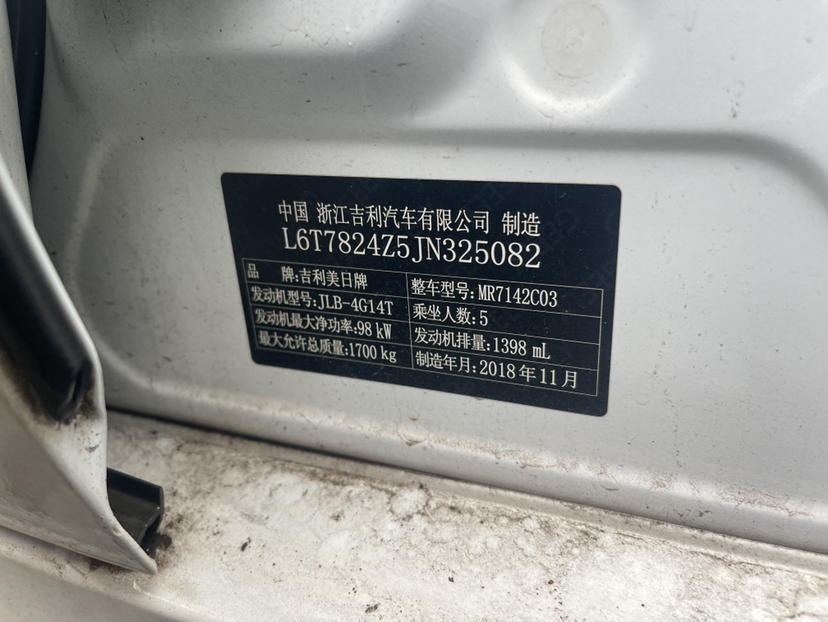 中国 浙江吉利汽车有限公司 制造
L6T7824Z5JN325082
品 牌:吉利美日牌 整车型号:MR7142C03
发动机型号:JLB-4G14T 乘坐人数:5
发动机最大净功率:98 kW 发动机排量:1398 mL
最大允许总质量:1700 kg 制造年月:2018年11月